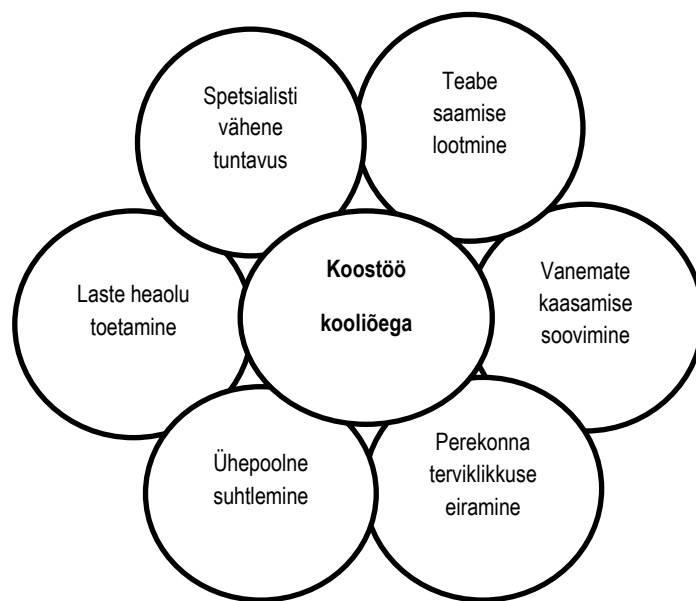 Spetsialisti
vähene
tuntavus
Teabe
saamise
lootmine
Laste heaolu
toetamine
Koostöö
kooliõega
Vanemate
kaasamise
soovimine
Ühepoolne
suhtlemine
Perekonna
terviklikkuse
eiramine